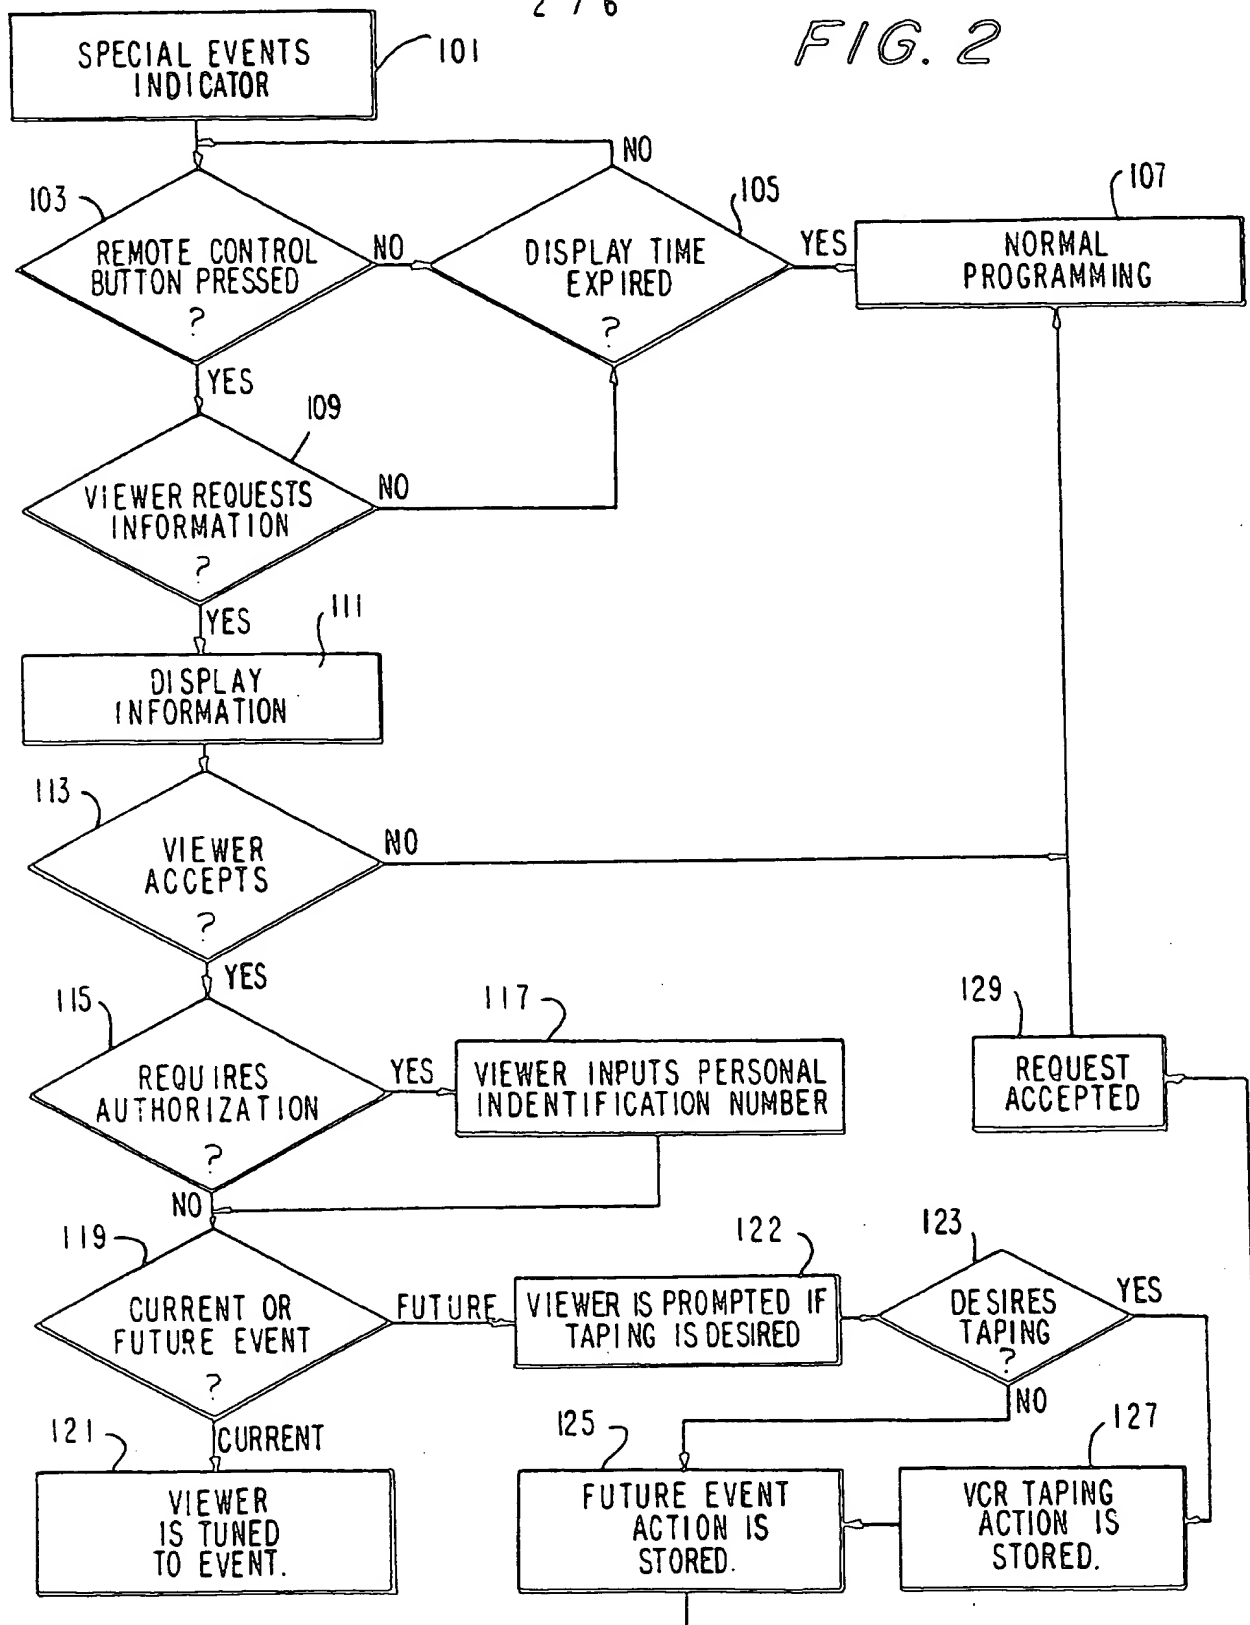 2 / 6
FIG. 2
SPECIAL EVENTS
INDICATOR
101
NO
103
REMOTE CONTROL
BUTTON PRESSED
?
NO
105
DISPLAY TIME
EXPIRED
?
YES
107
NORMAL
PROGRAMMING
YES
109
VIEWER REQUESTS
INFORMATION
?
NO
YES
111
DISPLAY
INFORMATION
113
VIEWER
ACCEPTS
?
NO
YES
115
REQUIRES
AUTHORIZATION
?
YES
117
VIEWER INPUTS PERSONAL
INDENTIFICATION NUMBER
129
REQUEST
ACCEPTED
NO
119
CURRENT OR
FUTURE EVENT
?
FUTURE
122
VIEWER IS PROMPTED IF
TAPING IS DESIRED
123
DESIRES
TAPING
?
YES
NO
CURRENT
121
VIEWER
IS TUNED
TO EVENT.
125
FUTURE EVENT
ACTION IS
STORED.
127
VCR TAPING
ACTION IS
STORED.